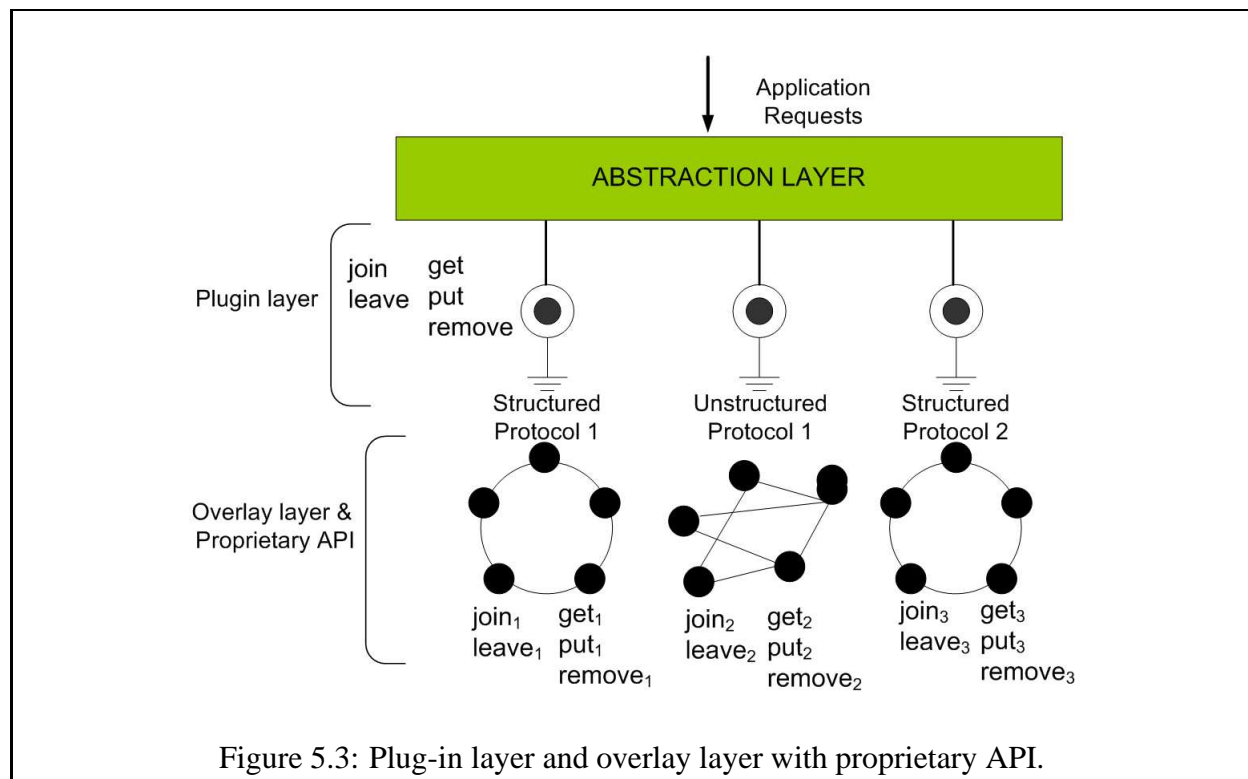 Application
Requests
ABSTRACTION LAYER
Plugin layer
join get
leave put
remove
Structured
Protocol 1
Unstructured
Protocol 1
Structured
Protocol 2
Overlay layer &
Proprietary API
join₁ get₁
leave₁ put₁
remove₁
join₂ get₂
leave₂ put₂
remove₂
join₃ get₃
leave₃ put₃
remove₃
Figure 5.3: Plug-in layer and overlay layer with proprietary API.